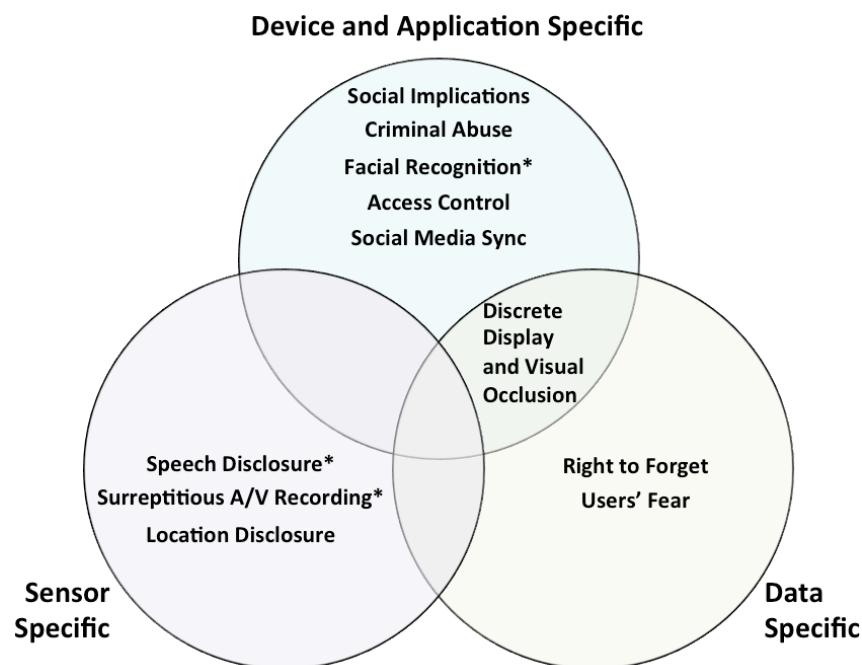 Device and Application Specific
Social Implications
Criminal Abuse
Facial Recognition*
Access Control
Social Media Sync
Discrete
Display
and Visual
Occlusion
Speech Disclosure*
Surreptitious A/V Recording*
Location Disclosure
Right to Forget
Users’ Fear
Sensor
Specific
Data
Specific